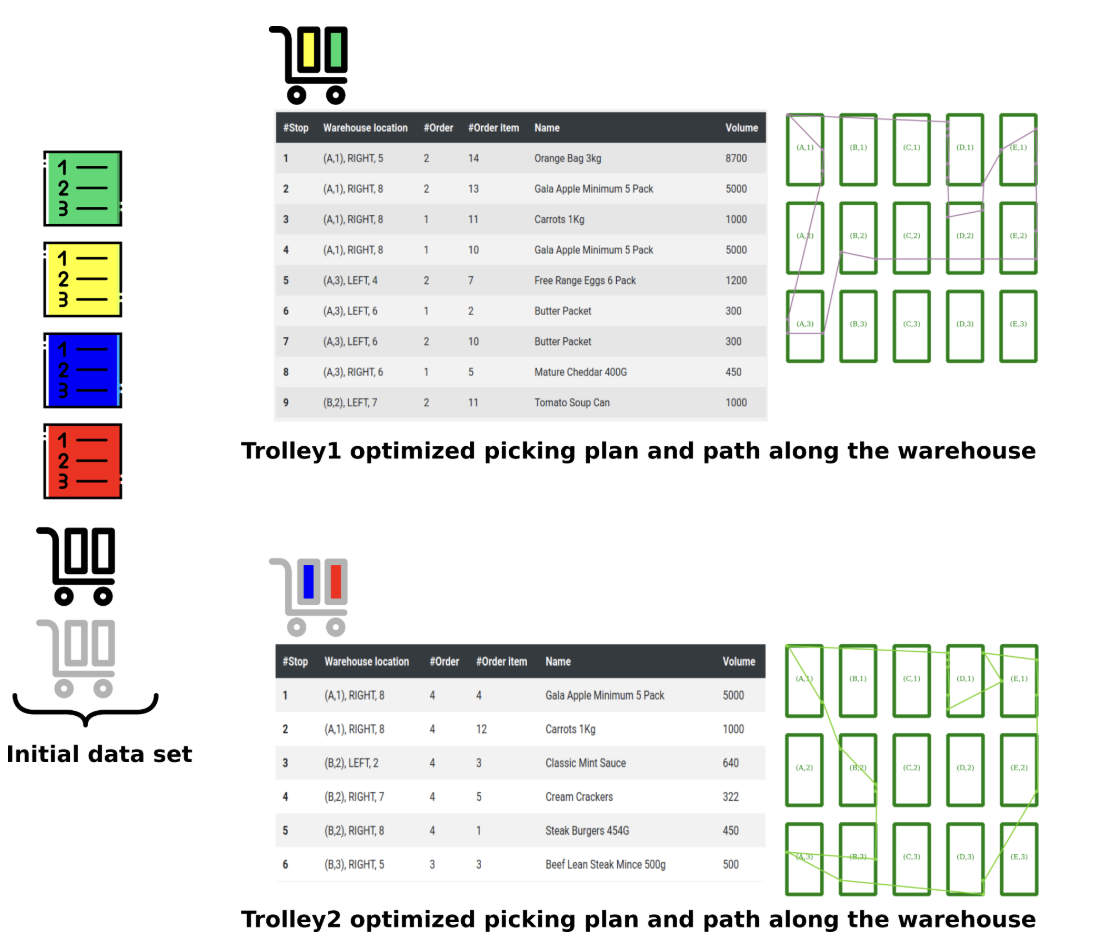 1
2
3
1
2
3
1
2
3
1
2
3
Initial data set
#Stop Warehouse location #Order #Order item Name Volume
1 (A,1), RIGHT, 5 2 14 Orange Bag 3kg 8700
2 (A,1), RIGHT, 8 2 13 Gala Apple Minimum 5 Pack 5000
3 (A,1), RIGHT, 8 1 11 Carrots 1Kg 1000
4 (A,1), RIGHT, 8 1 10 Gala Apple Minimum 5 Pack 5000
5 (A,3), LEFT, 4 2 7 Free Range Eggs 6 Pack 1200
6 (A,3), LEFT, 6 1 2 Butter Packet 300
7 (A,3), LEFT, 6 2 10 Butter Packet 300
8 (A,3), RIGHT, 6 1 5 Mature Cheddar 400G 450
9 (B,2), LEFT, 7 2 11 Tomato Soup Can 1000
(A,1) (B,1) (C,1) (D,1) (E,1)
(A,2) (B,2) (C,2) (D,2) (E,2)
(A,3) (B,3) (C,3) (D,3) (E,3)
Trolley1 optimized picking plan and path along the warehouse
#Stop Warehouse location #Order #Order item Name Volume
1 (A,1), RIGHT, 8 4 4 Gala Apple Minimum 5 Pack 5000
2 (A,1), RIGHT, 8 4 12 Carrots 1Kg 1000
3 (B,2), LEFT, 2 4 3 Classic Mint Sauce 640
4 (B,2), RIGHT, 7 4 5 Cream Crackers 322
5 (B,2), RIGHT, 8 4 1 Steak Burgers 454G 450
6 (B,3), RIGHT, 5 3 3 Beef Lean Steak Mince 500g 500
(A,1) (B,1) (C,1) (D,1) (E,1)
(A,2) (B,2) (C,2) (D,2) (E,2)
(A,3) (B,3) (C,3) (D,3) (E,3)
Trolley2 optimized picking plan and path along the warehouse